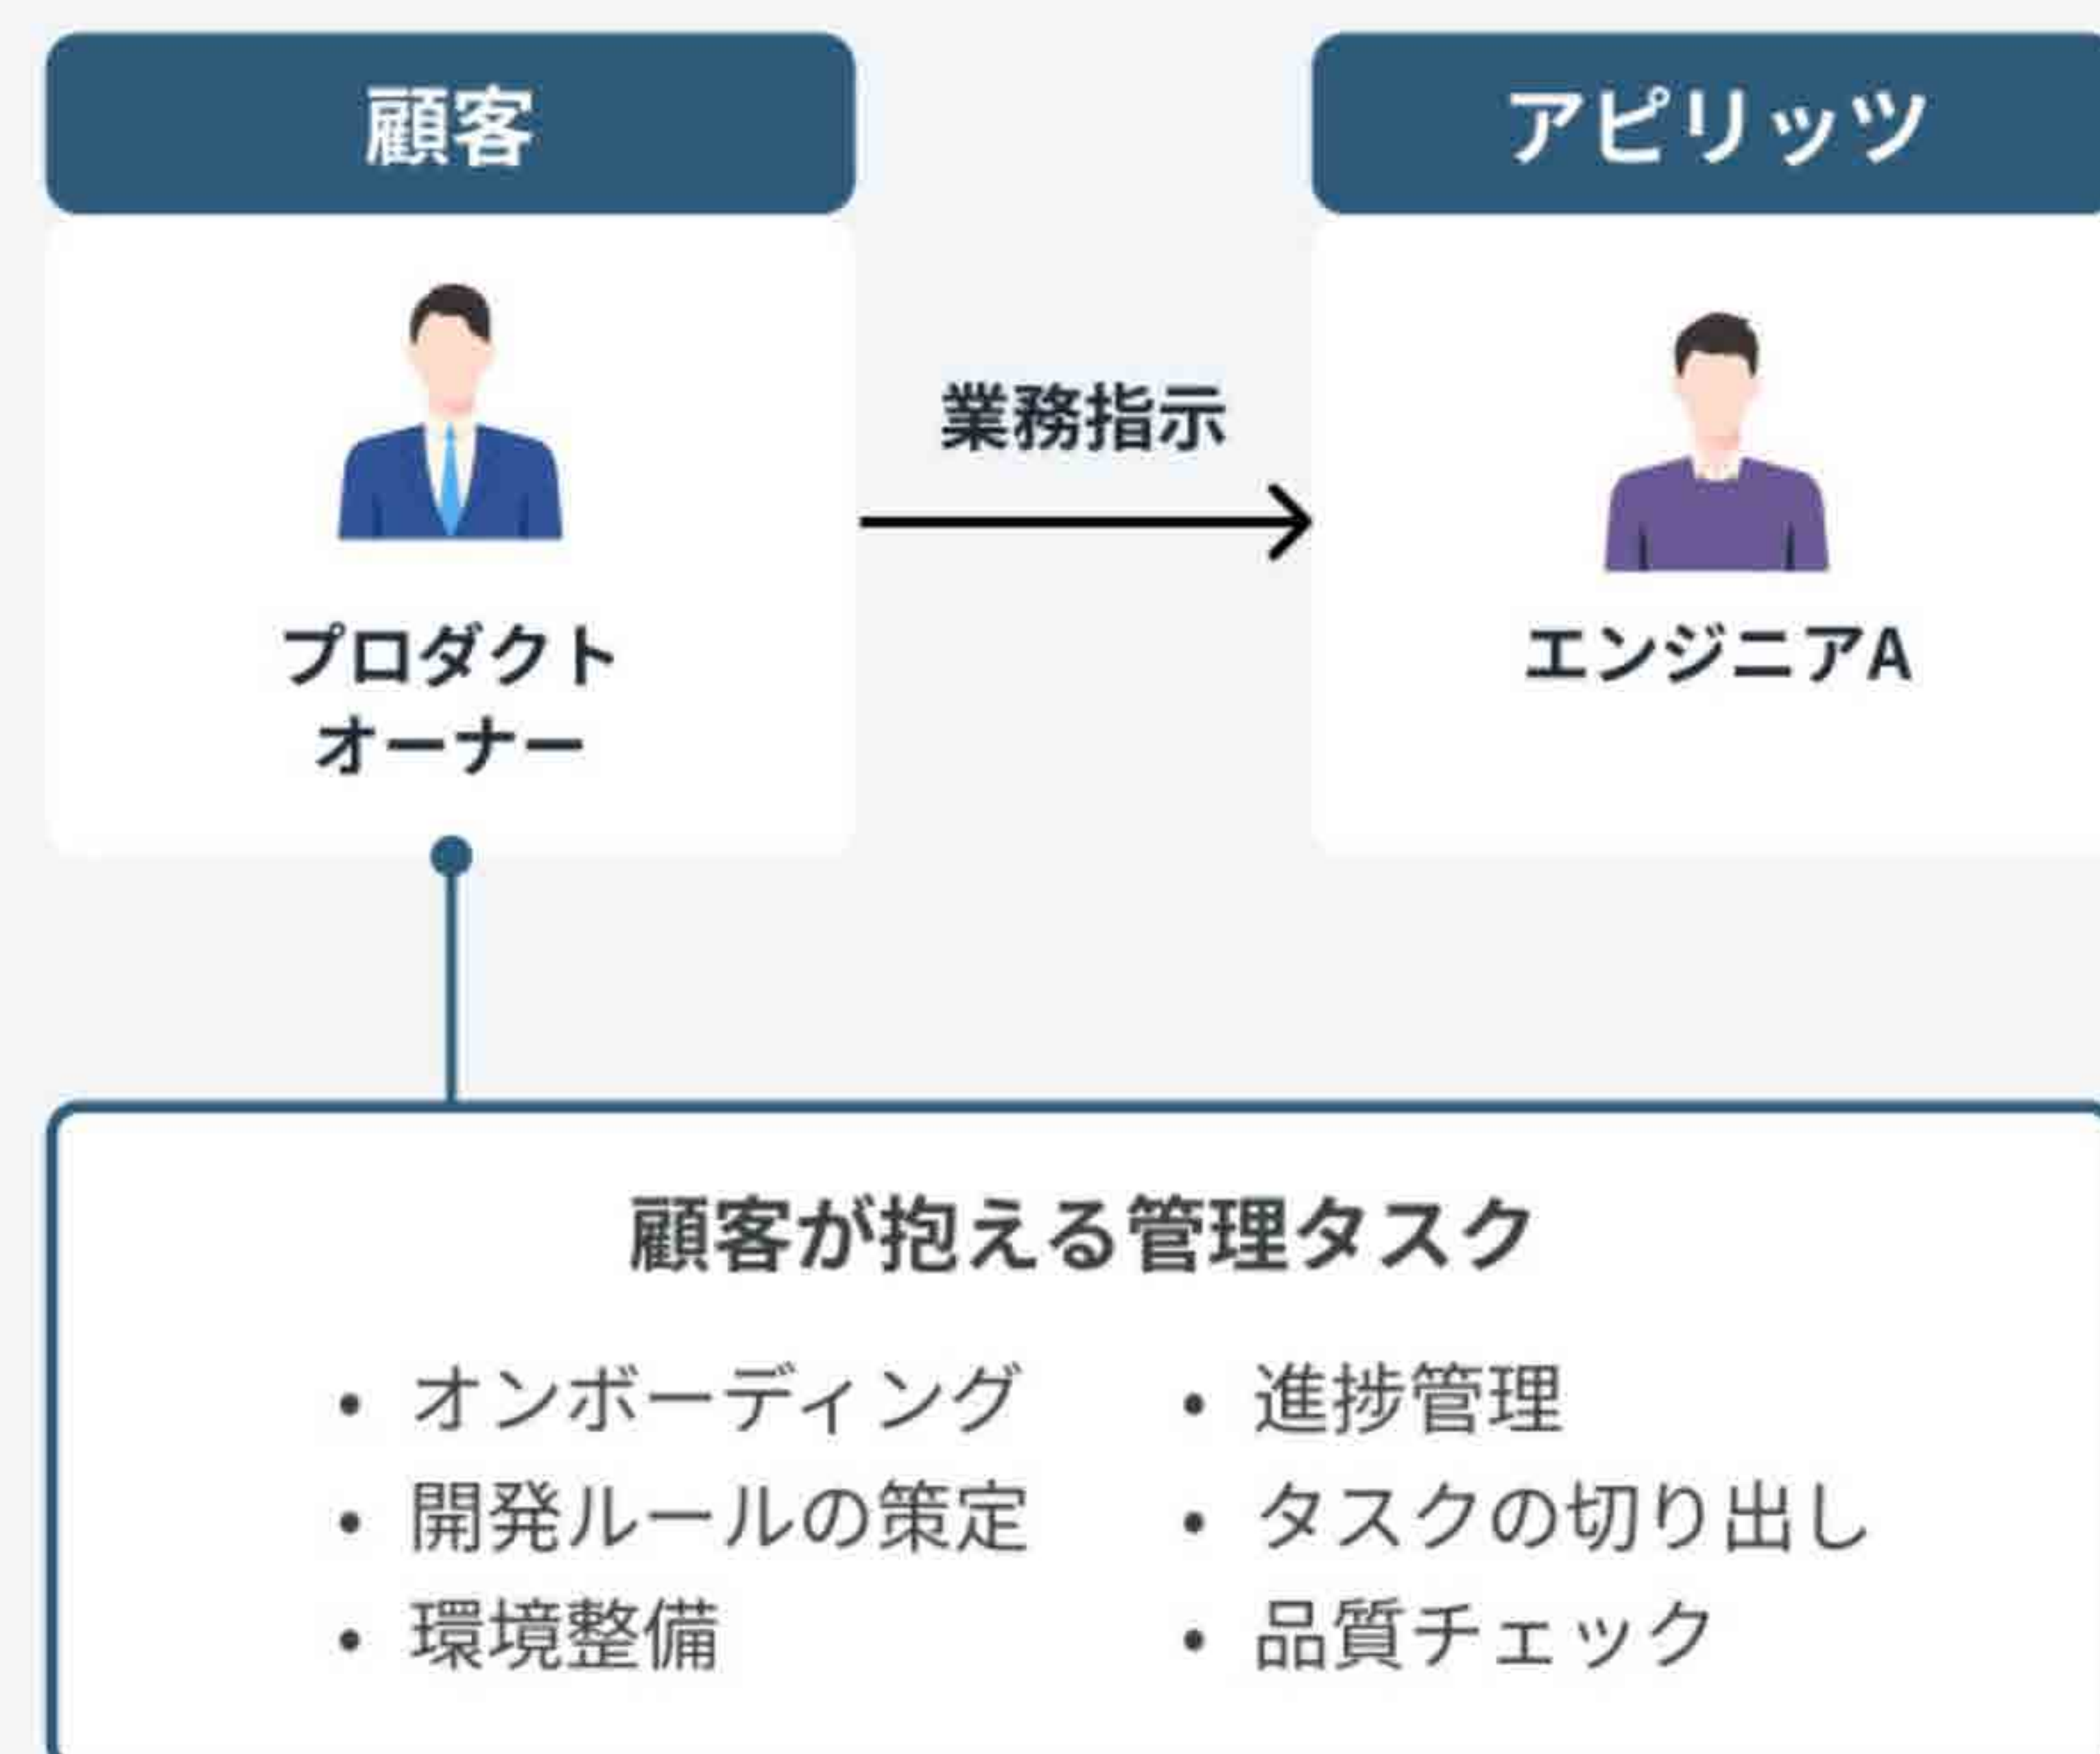 顧客
アピリッツ
業務指示
プロダクト
オーナー
エンジニアA
顧客が抱える管理タスク
• オンボーディング
• 開発ルールの策定
• 環境整備
• 進捗管理
• タスクの切り出し
• 品質チェック